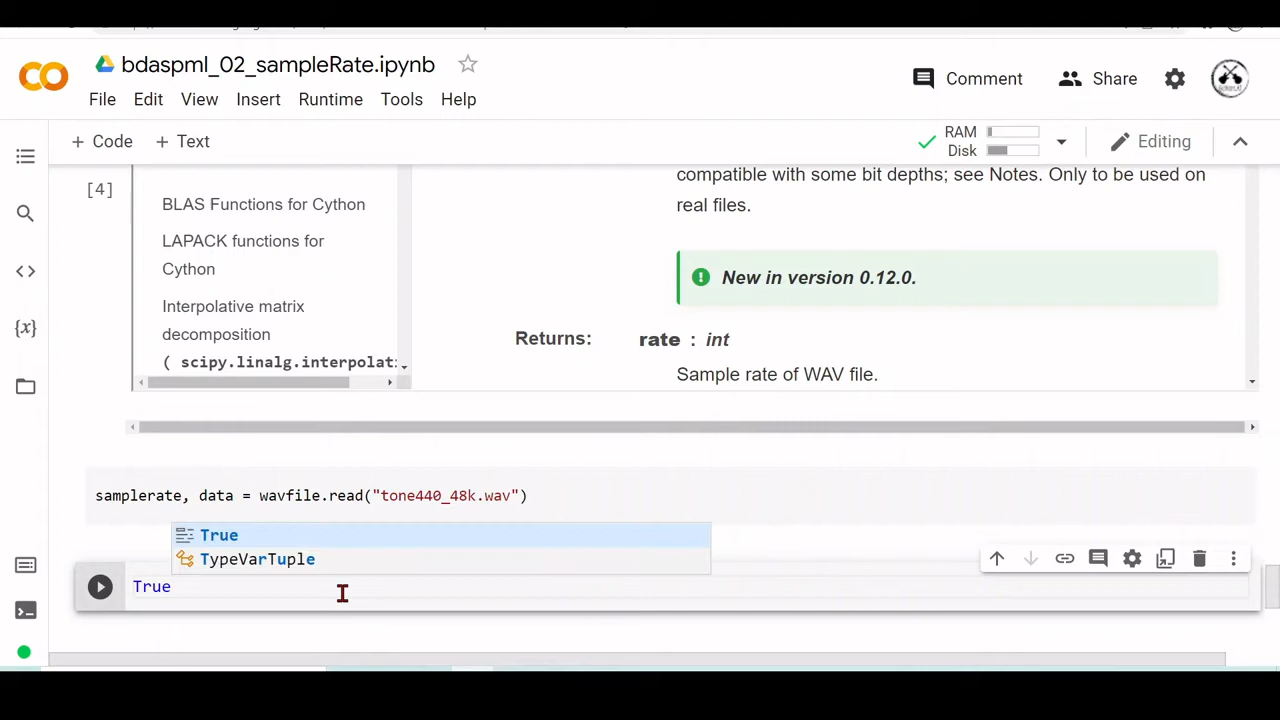 bdaspml_02_sampleRate.ipynb
Comment
Share
File Edit View Insert Runtime Tools Help
+ Code + Text
RAM
Disk
Editing
[4]
BLAS Functions for Cython
LAPACK functions for
Cython
Interpolative matrix
decomposition
( scipy.linalg.interpolati
compatible with some bit depths; see Notes. Only to be used on
real files.
New in version 0.12.0.
Returns: rate : int
Sample rate of WAV file.
samplerate, data = wavfile.read("tone440_48k.wav")
True
TypeVarTuple
True